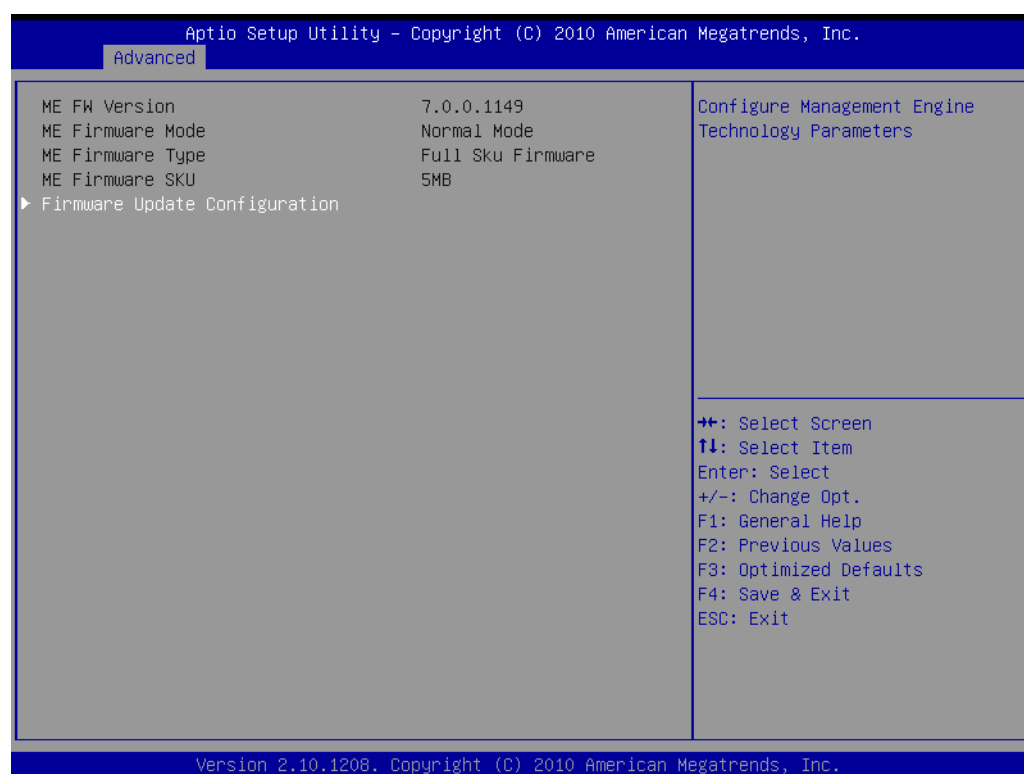 Aptio Setup Utility – Copyright (C) 2010 American Megatrends, Inc.
Advanced
ME FW Version 7.0.0.1149
ME Firmware Mode Normal Mode
ME Firmware Type Full Sku Firmware
ME Firmware SKU 5MB
▶ Firmware Update Configuration
Configure Management Engine
Technology Parameters
→←: Select Screen
↑↓: Select Item
Enter: Select
+/-: Change Opt.
F1: General Help
F2: Previous Values
F3: Optimized Defaults
F4: Save & Exit
ESC: Exit
Version 2.10.1208. Copyright (C) 2010 American Megatrends, Inc.